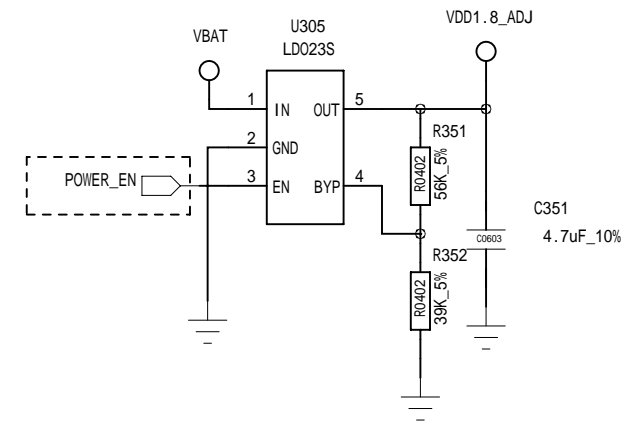 VDD1.8_ADJ
U305
LDO23S
VBAT
1 IN OUT 5
2 GND
3 EN BYP 4
POWER_EN
R351
R0402
56K_5%
R352
R0402
39K_5%
C351
C0603
4.7uF_10%